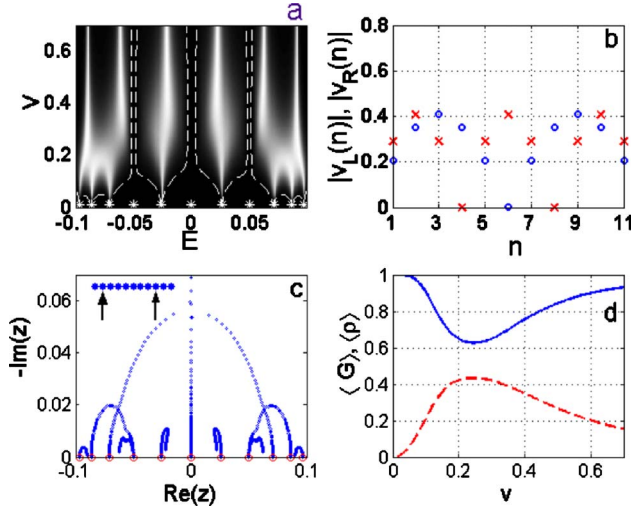 a
V
0.6
0.4
0.2
0
-0.1 -0.05 0 0.05
E
b
|v_L(n)|, |v_R(n)|
0.8
0.6
0.4
0.2
0
1 3 5 7 9 11
n
c
-Im(z)
0.06
0.04
0.02
0
-0.1 -0.05 0 0.05 0.1
Re(z)
d
⟨G⟩, ⟨ρ⟩
1
0.8
0.6
0.4
0.2
0
0 0.2 0.4 0.6
v